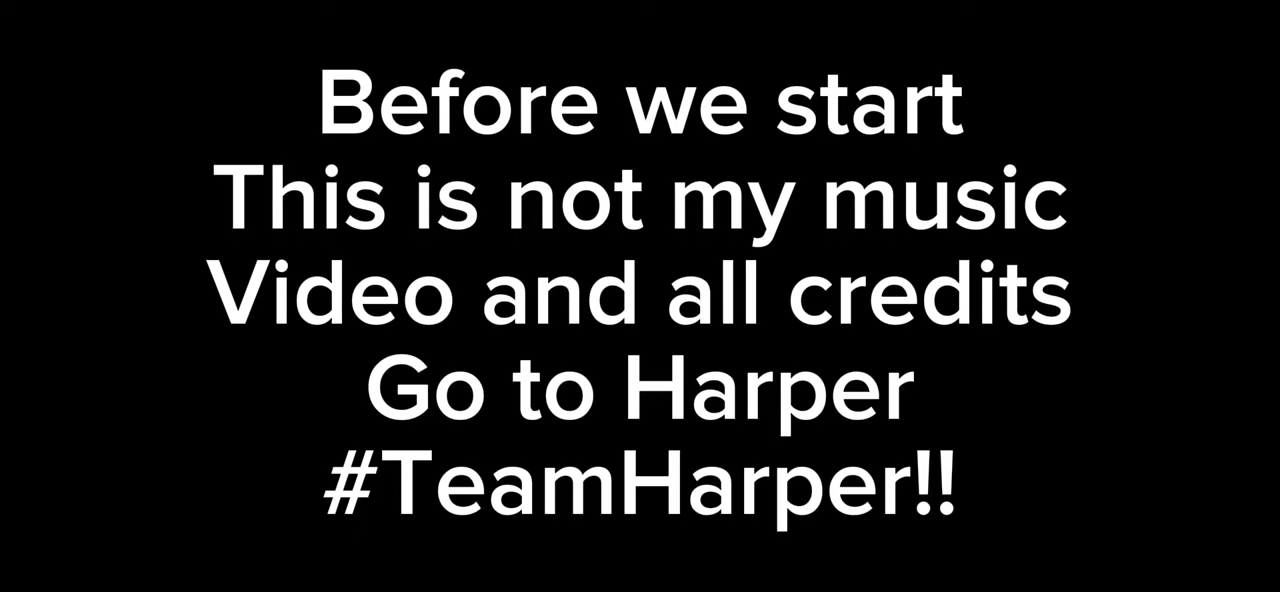 Before we start
This is not my music
Video and all credits
Go to Harper
#TeamHarper!!